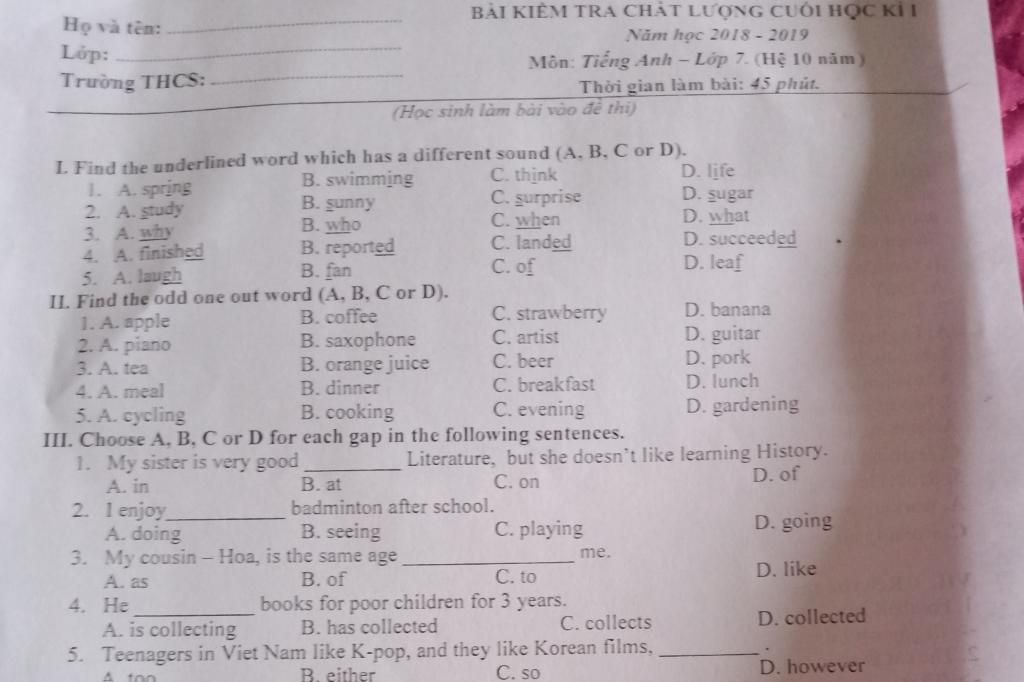 Họ và tên:
BÀI KIỂM TRA CHẤT LƯỢNG CUỐI HỌC KÌ I
Lớp:
Năm học 2018 - 2019
Trường THCS:
Môn: Tiếng Anh – Lớp 7. (Hệ 10 năm)
Thời gian làm bài: 45 phút.
(Học sinh làm bài vào đề thi)
I. Find the underlined word which has a different sound (A, B, C or D).
1. A. spring B. swimming C. think D. life
2. A. study B. sunny C. surprise D. sugar
3. A. why B. who C. when D. what
4. A. finished B. reported C. landed D. succeeded
5. A. laugh B. fan C. of D. leaf
II. Find the odd one out word (A, B, C or D).
1. A. apple B. coffee C. strawberry D. banana
2. A. piano B. saxophone C. artist D. guitar
3. A. tea B. orange juice C. beer D. pork
4. A. meal B. dinner C. breakfast D. lunch
5. A. cycling B. cooking C. evening D. gardening
III. Choose A, B, C or D for each gap in the following sentences.
1. My sister is very good __________ Literature, but she doesn't like learning History.
A. in B. at C. on D. of
2. I enjoy____________ badminton after school.
A. doing B. seeing C. playing D. going
3. My cousin – Hoa, is the same age __________________ me.
A. as B. of C. to D. like
4. He ____________ books for poor children for 3 years.
A. is collecting B. has collected C. collects D. collected
5. Teenagers in Viet Nam like K-pop, and they like Korean films, __________ .
A. too B. either C. so D. however